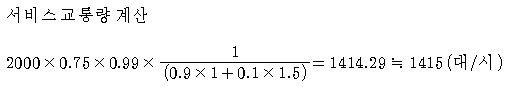 서비스교통량 계산
2000×0.75×0.99× 1/(0.9×1+0.1×1.5) = 1414.29 ≒ 1415 (대/시)